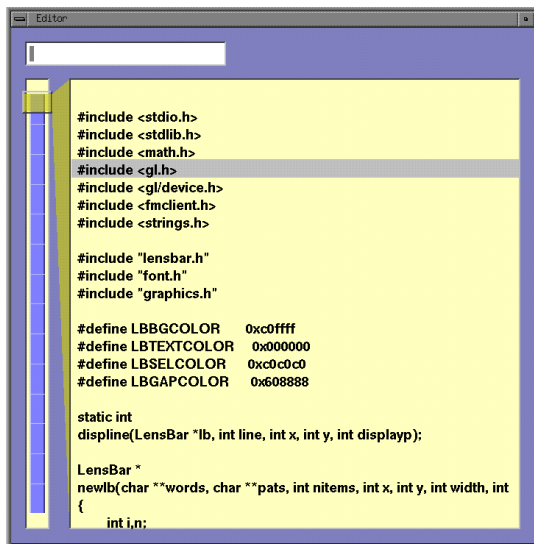 Editor
#include <stdio.h>
#include <stdlib.h>
#include <math.h>
#include <gl.h>
#include <gl/device.h>
#include <fmclient.h>
#include <strings.h>
#include "lensbar.h"
#include "font.h"
#include "graphics.h"
#define LBBGCOLOR 0xc0ffff
#define LBTEXTCOLOR 0x000000
#define LBSELCOLOR 0xc0c0c0
#define LBGAPCOLOR 0x608888
static int
displine(LensBar *lb, int line, int x, int y, int displayp);
LensBar *
newlb(char **words, char **pats, int nitems, int x, int y, int width, int
{
int i,n;